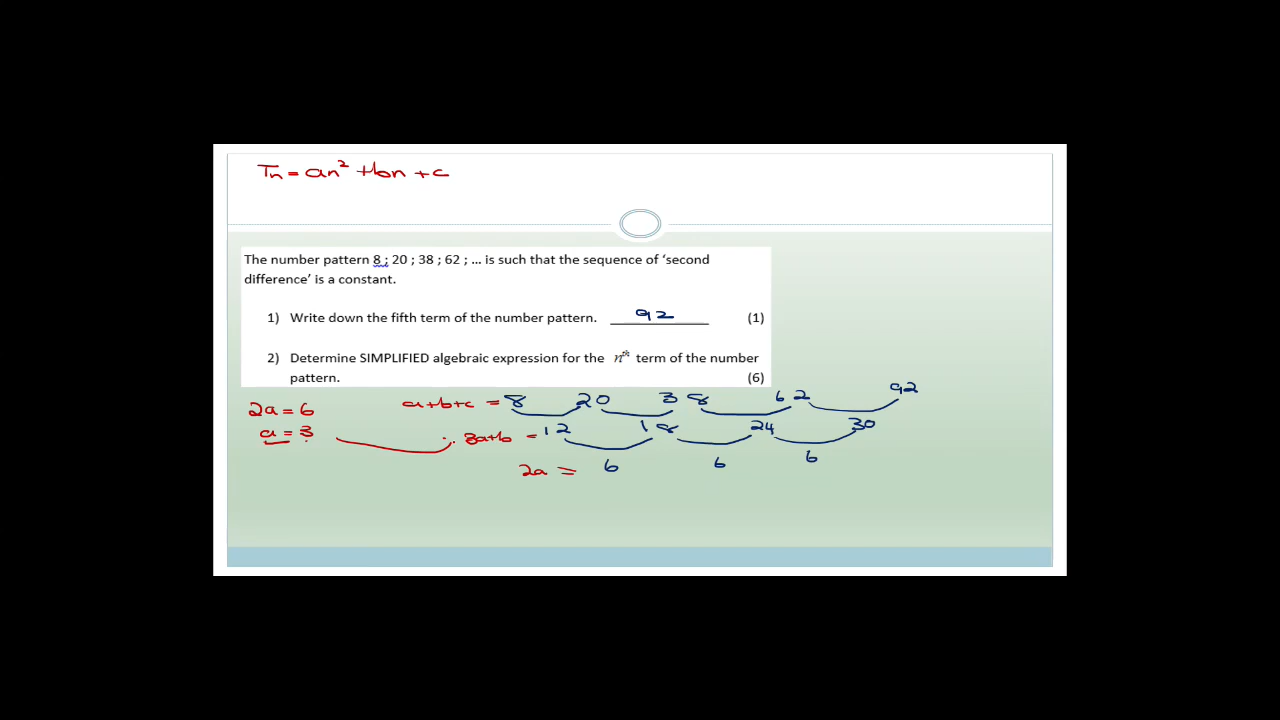 Tn = an² + bn + c
The number pattern 8 ; 20 ; 38 ; 62 ; ... is such that the sequence of 'second
difference' is a constant.
1) Write down the fifth term of the number pattern. 92 (1)
2) Determine SIMPLIFIED algebraic expression for the nth term of the number
pattern. (6)
2a = 6 a+b+c = 8 20 38 62 92
a = 3 3a+b = 12 18 24 30
2a = 6 6 6